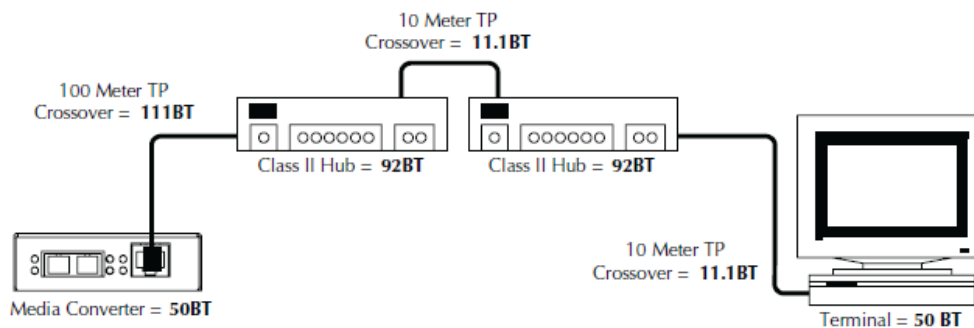 10 Meter TP
Crossover = 11.1BT
100 Meter TP
Crossover = 111BT
Class II Hub = 92BT
Class II Hub = 92BT
10 Meter TP
Crossover = 11.1BT
Media Converter = 50BT
Terminal = 50 BT